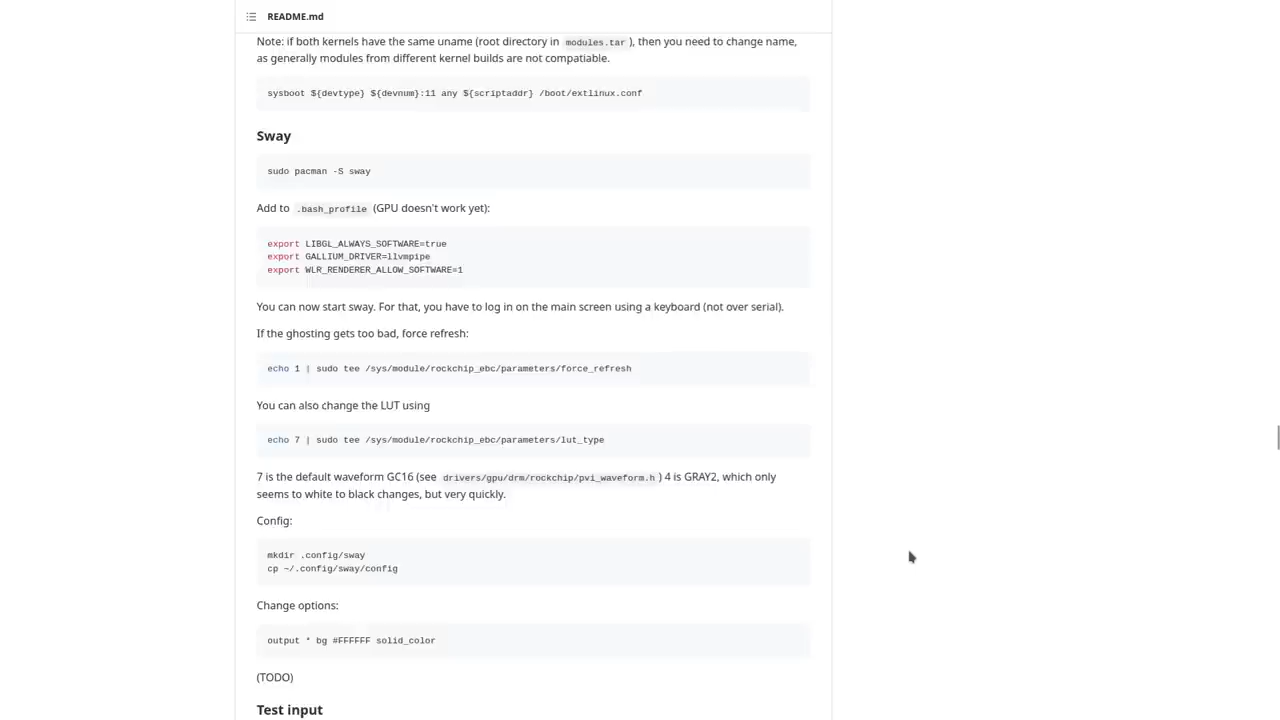 README.md
Note: if both kernels have the same uname (root directory in modules.tar ), then you need to change name,
as generally modules from different kernel builds are not compatiable.
sysboot ${devtype} ${devnum}:11 any ${scriptaddr} /boot/extlinux.conf
Sway
sudo pacman -S sway
Add to .bash_profile (GPU doesn't work yet):
export LIBGL_ALWAYS_SOFTWARE=true
export GALLIUM_DRIVER=llvmpipe
export WLR_RENDERER_ALLOW_SOFTWARE=1
You can now start sway. For that, you have to log in on the main screen using a keyboard (not over serial).
If the ghosting gets too bad, force refresh:
echo 1 | sudo tee /sys/module/rockchip_ebc/parameters/force_refresh
You can also change the LUT using
echo 7 | sudo tee /sys/module/rockchip_ebc/parameters/lut_type
7 is the default waveform GC16 (see drivers/gpu/drm/rockchip/pvi_waveform.h ) 4 is GRAY2, which only
seems to white to black changes, but very quickly.
Config:
mkdir .config/sway
cp ~/.config/sway/config
Change options:
output * bg #FFFFFF solid_color
(TODO)
Test input